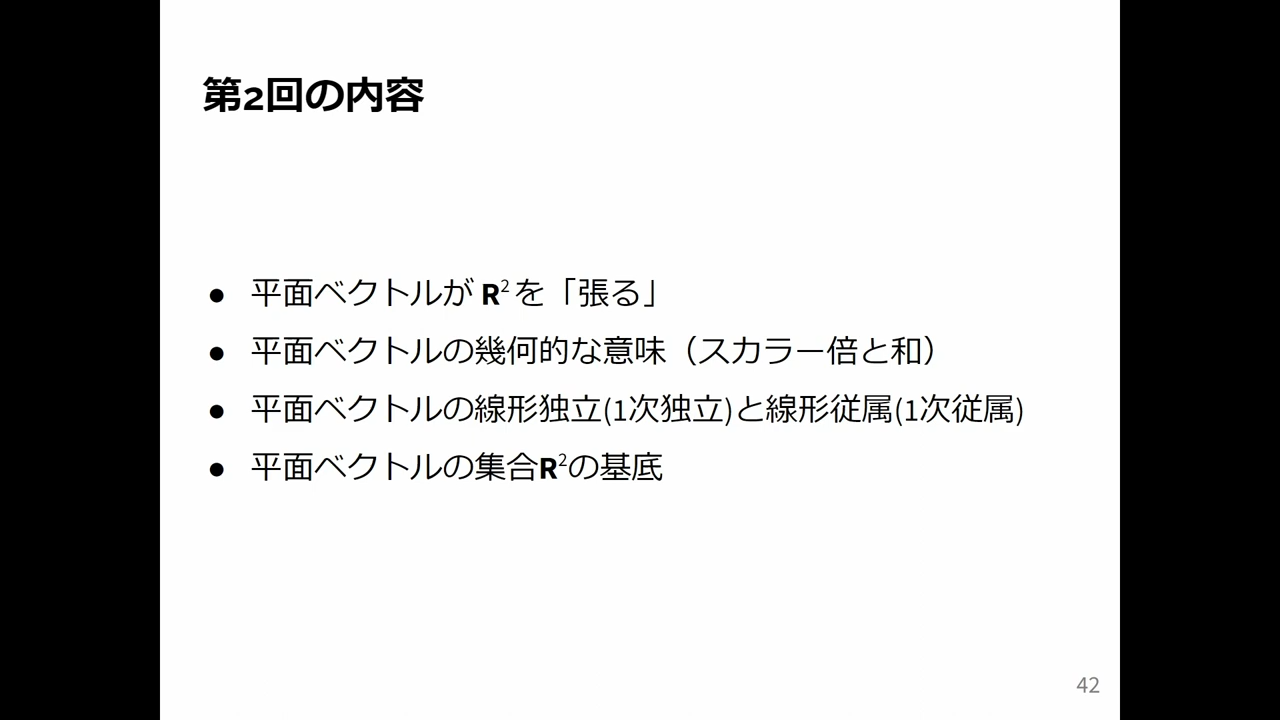 第2回の内容
● 平面ベクトルが R² を「張る」
● 平面ベクトルの幾何的な意味（スカラー倍と和）
● 平面ベクトルの線形独立(1次独立)と線形従属(1次従属)
● 平面ベクトルの集合R²の基底
42